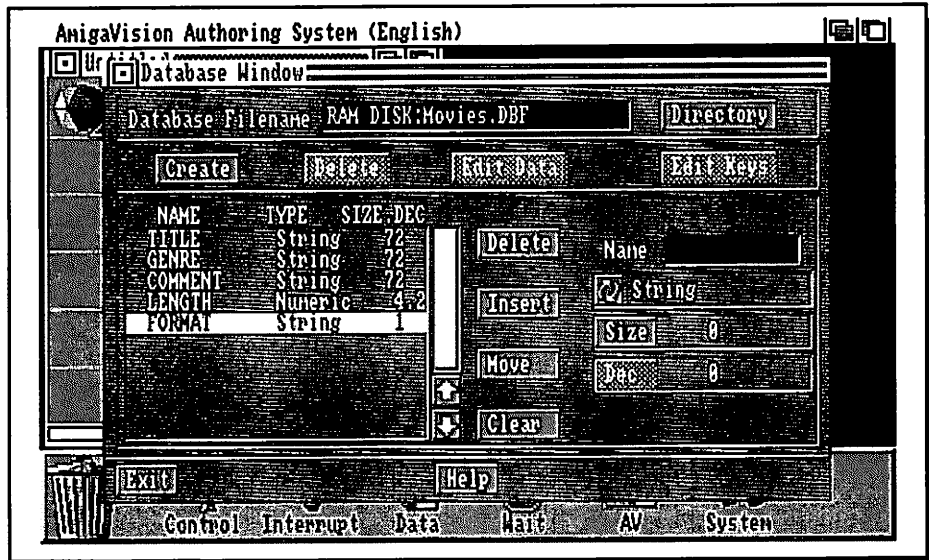 AmigaVision Authoring System (English)
Database Window
Database Filename RAM DISK:Movies.DBF Directory
Create Delete Edit Data Edit Keys
NAME TYPE SIZE.DEC
TITLE String 72
GENRE String 72
COMMENT String 72
LENGTH Numeric 4.2
FORMAT String 1
Delete
Insert
Move
Clear
Name
String
Size 0
Dec 0
Exit Help
Control Interrupt Data Wait AV System